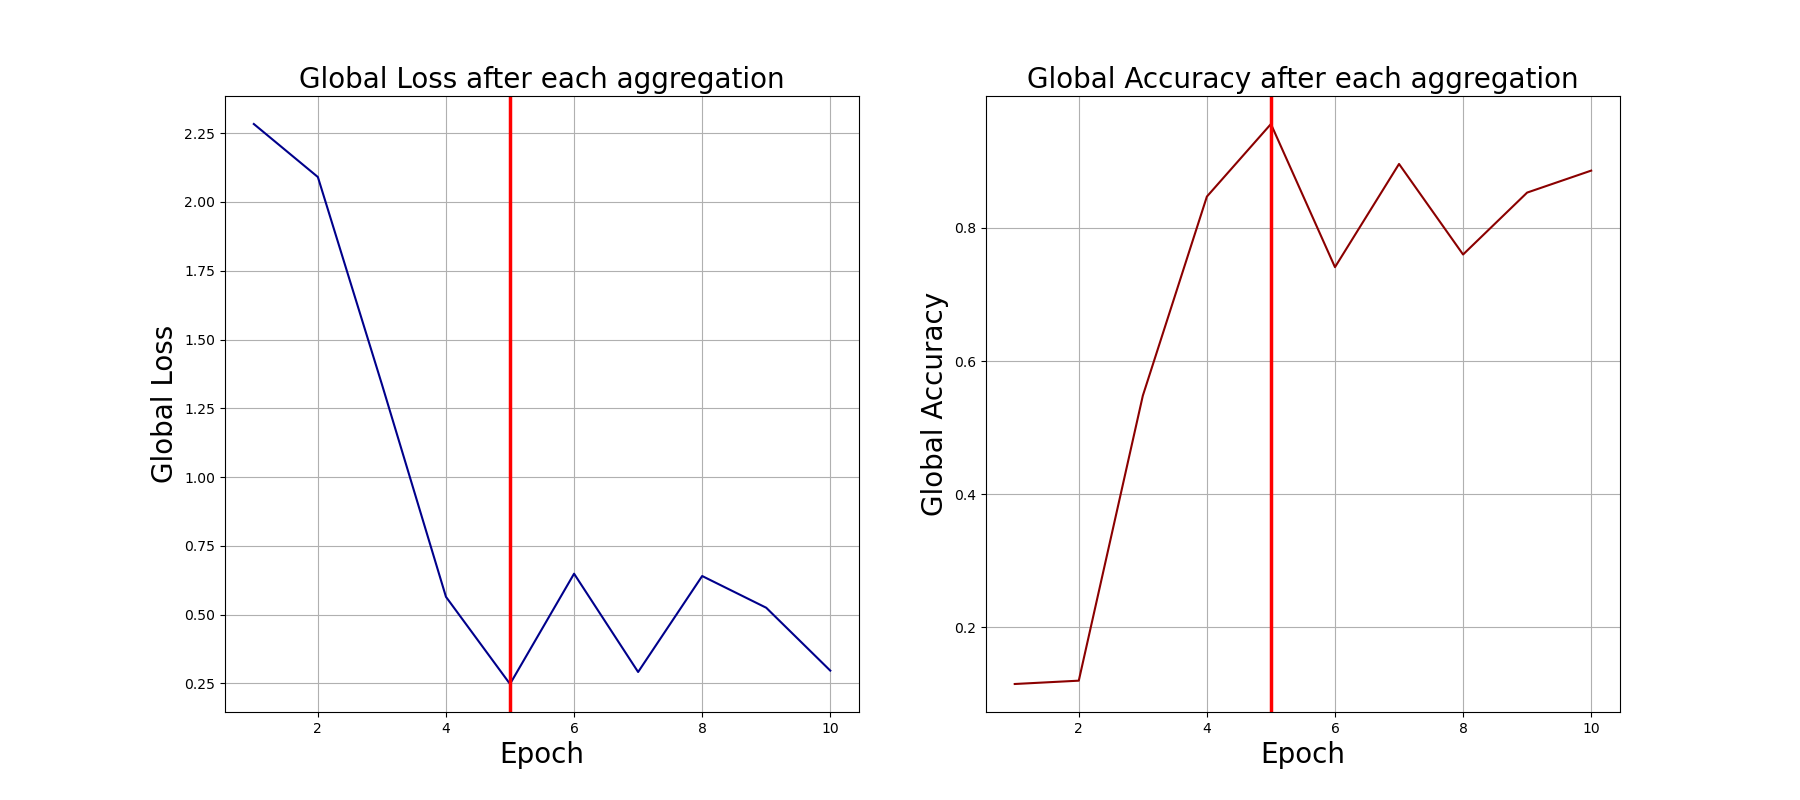 Global Loss after each aggregation
Global Loss
2.25
2.00
1.75
1.50
1.25
1.00
0.75
0.50
0.25
2 4 6 8 10
Epoch
Global Accuracy after each aggregation
Global Accuracy
0.8
0.6
0.4
0.2
2 4 6 8 10
Epoch